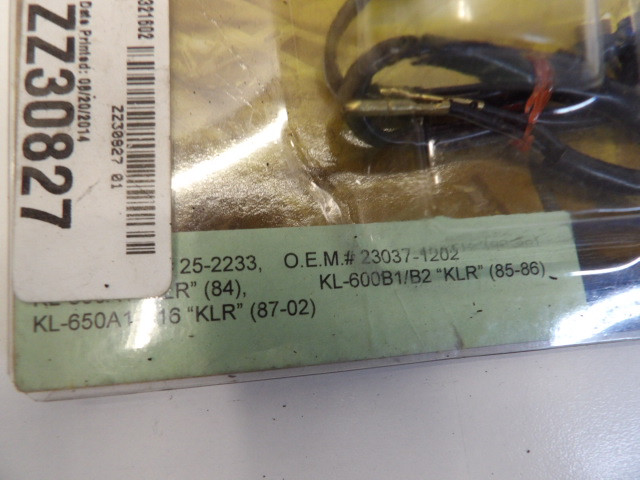 321602
ZZ30827
Date Printed: 08/20/2014
ZZ30827 01
25-2233, O.E.M.# 23037-1202
(84), KL-600B1/B2 “KLR” (85-86)
KL-650A1 16 “KLR” (87-02)